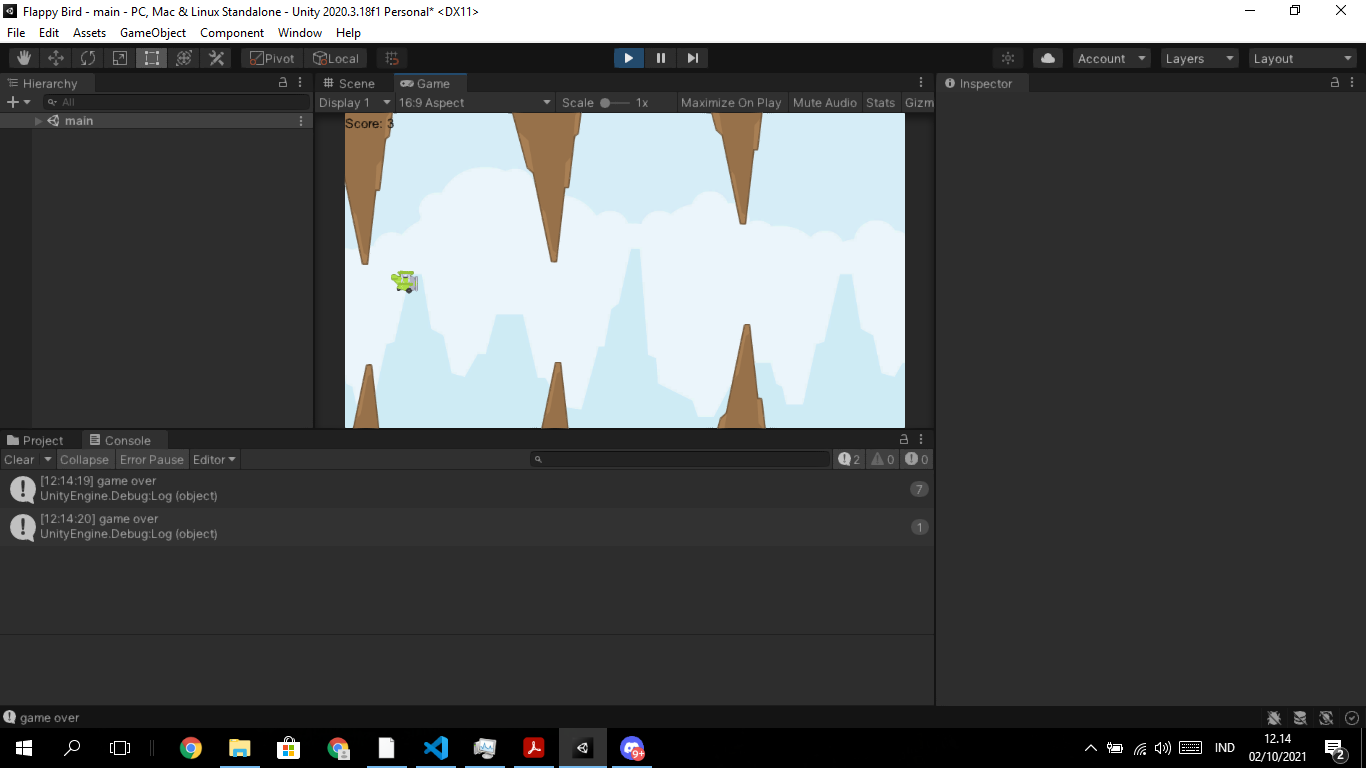 Flappy Bird - main - PC, Mac & Linux Standalone - Unity 2020.3.18f1 Personal* <DX11>
File Edit Assets GameObject Component Window Help
Pivot Local Account Layers Layout
Hierarchy Scene Game Inspector
All Display 1 16:9 Aspect Scale 1x Maximize On Play Mute Audio Stats Gizm
main
Score: 3
Project Console
Clear Collapse Error Pause Editor 2 0 0
[12:14:19] game over
UnityEngine.Debug:Log (object)
7
[12:14:20] game over
UnityEngine.Debug:Log (object)
1
game over
9+
IND
12.14
02/10/2021
2